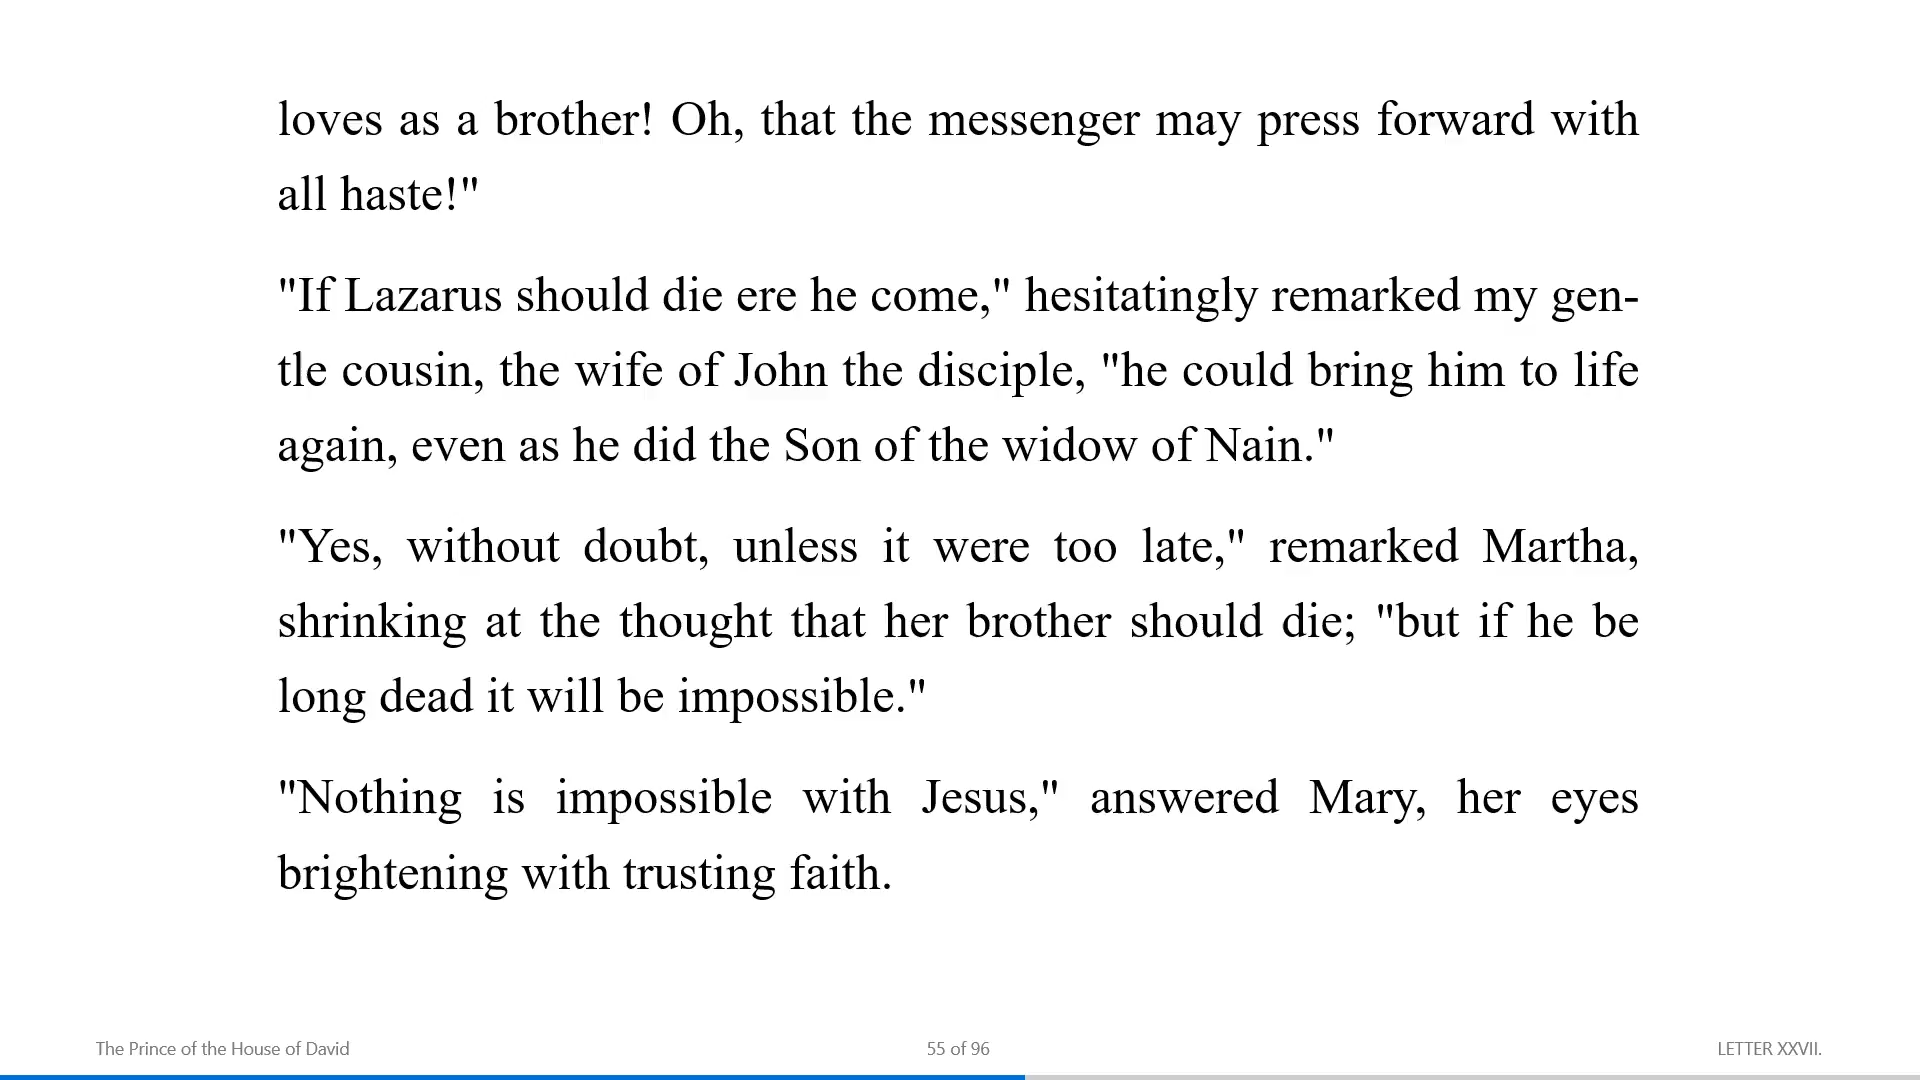 loves as a brother! Oh, that the messenger may press forward with
all haste!"
"If Lazarus should die ere he come," hesitatingly remarked my gen-
tle cousin, the wife of John the disciple, "he could bring him to life
again, even as he did the Son of the widow of Nain."
"Yes, without doubt, unless it were too late," remarked Martha,
shrinking at the thought that her brother should die; "but if he be
long dead it will be impossible."
"Nothing is impossible with Jesus," answered Mary, her eyes
brightening with trusting faith.
The Prince of the House of David
55 of 96
LETTER XXVII.